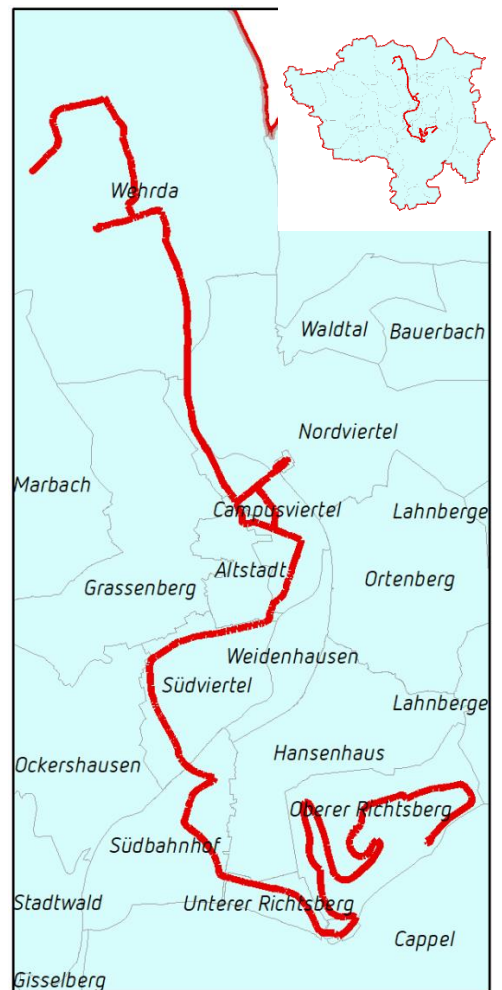 Wehrda
Waldtal
Bauerbach
Nordviertel
Marbach
Campusviertel
Lahnberge
Altstadt
Grassenberg
Ortenberg
Weidenhausen
Südviertel
Lahnberge
Hansenhaus
Ockershausen
Oberer Richtsberg
Südbahnhof
Stadtwald
Unterer Richtsberg
Cappel
Gisselberg